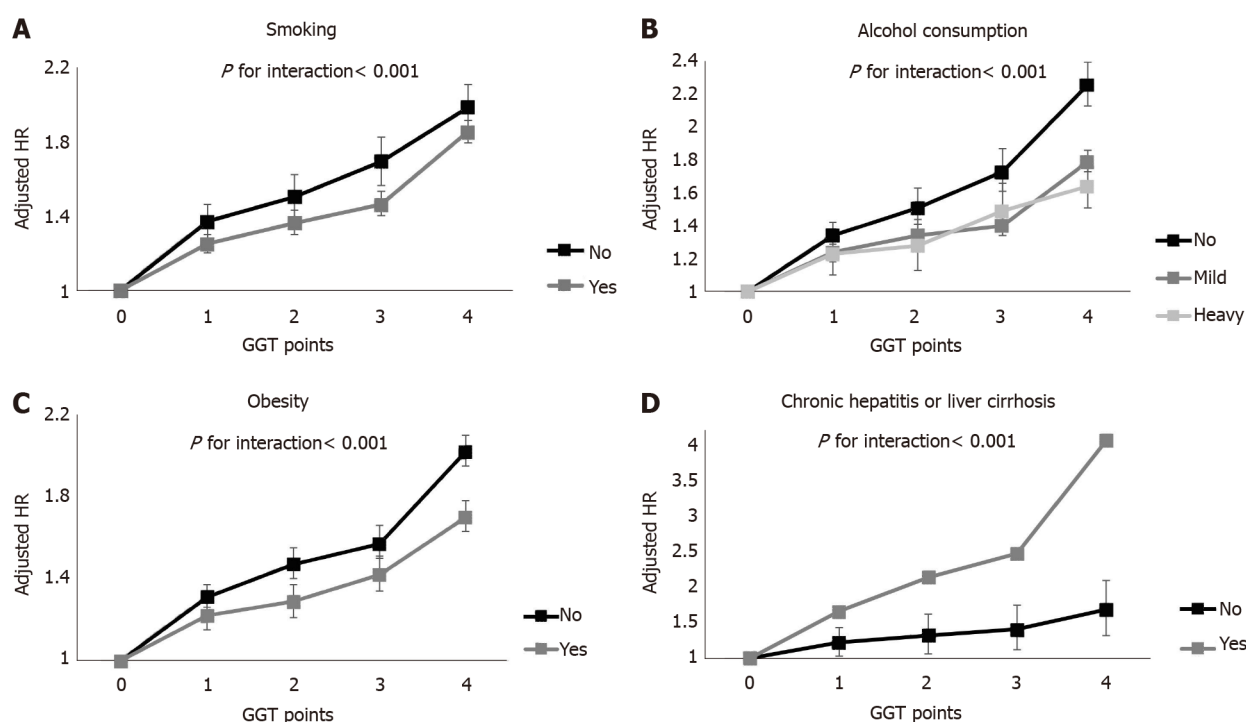 A
Smoking
P for interaction< 0.001
2.2
1.8
1.4
1
Adjusted HR
0 1 2 3 4
GGT points
No
Yes
B
Alcohol consumption
P for interaction< 0.001
2.4
2.2
2
1.8
1.6
1.4
1.2
1
Adjusted HR
0 1 2 3 4
GGT points
No
Mild
Heavy
C
Obesity
P for interaction< 0.001
2.2
1.8
1.4
1
Adjusted HR
0 1 2 3 4
GGT points
No
Yes
D
Chronic hepatitis or liver cirrhosis
P for interaction< 0.001
4
3.5
3
2.5
2
1.5
1
Adjusted HR
0 1 2 3 4
GGT points
No
Yes